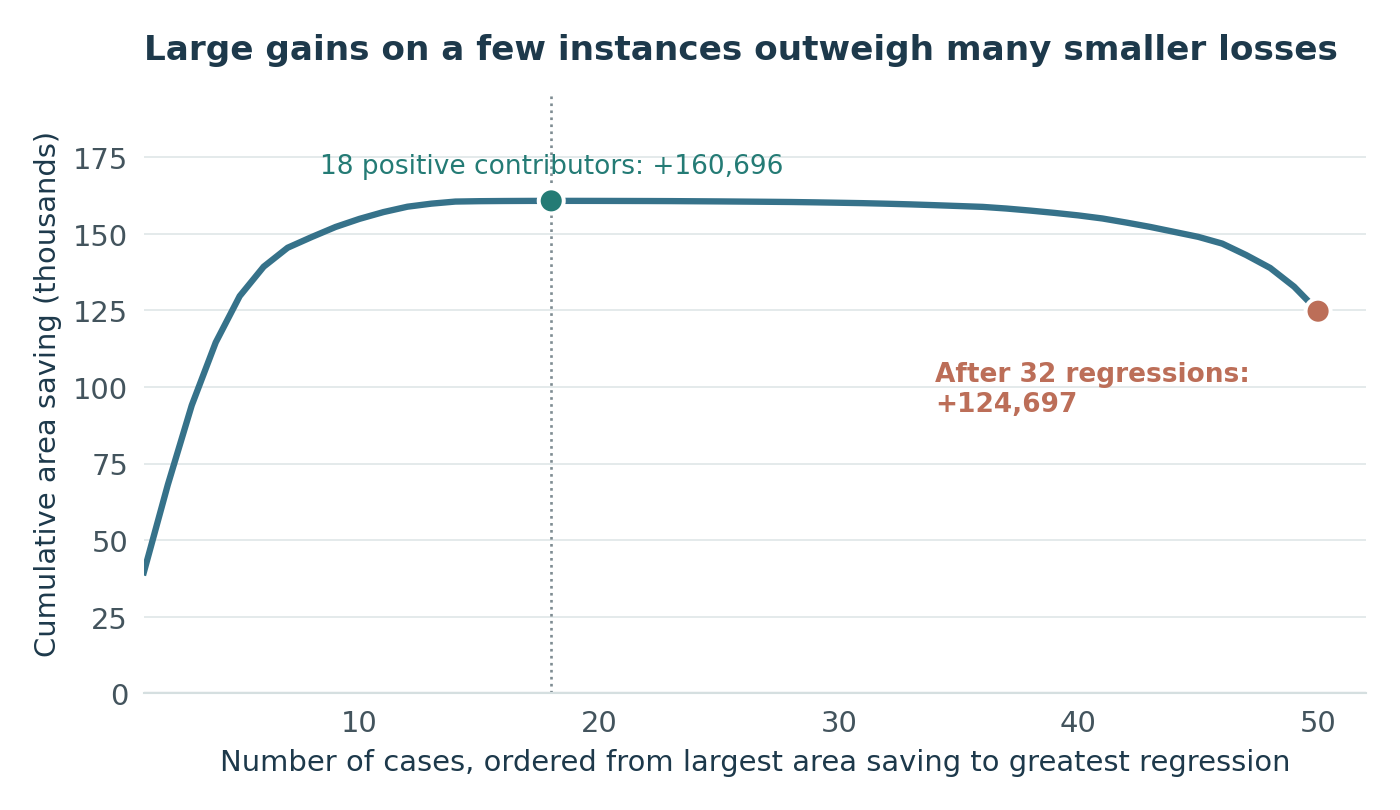 Large gains on a few instances outweigh many smaller losses
Cumulative area saving (thousands)
175
150
125
100
75
50
25
0
18 positive contributors: +160,696
After 32 regressions:
+124,697
10 20 30 40 50
Number of cases, ordered from largest area saving to greatest regression